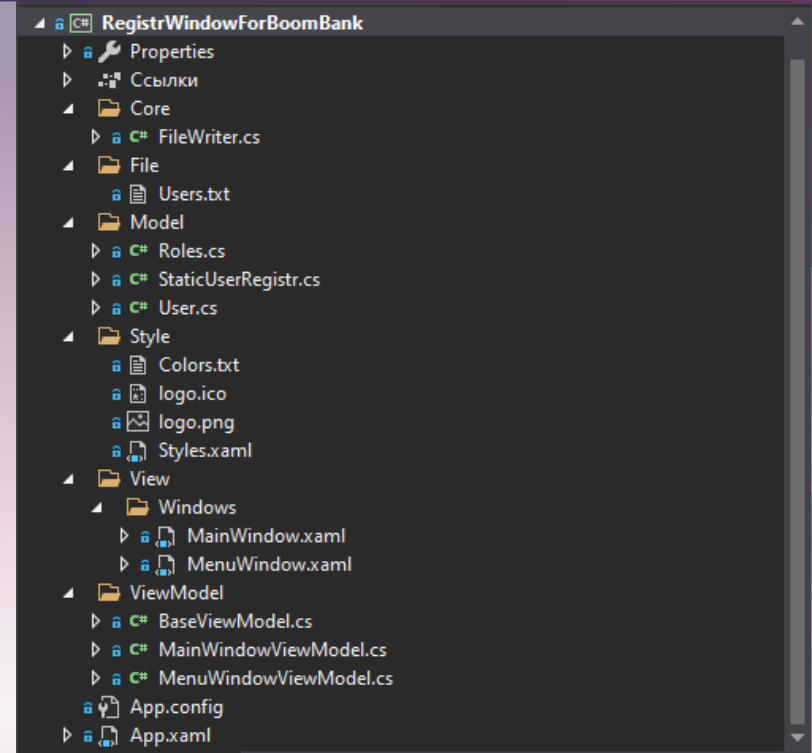 C# RegistrWindowForBoomBank
Properties
Ссылки
Core
C# FileWriter.cs
File
Users.txt
Model
C# Roles.cs
C# StaticUserRegistr.cs
C# User.cs
Style
Colors.txt
logo.ico
logo.png
Styles.xaml
View
Windows
MainWindow.xaml
MenuWindow.xaml
ViewModel
C# BaseViewModel.cs
C# MainWindowViewModel.cs
C# MenuWindowViewModel.cs
App.config
App.xaml